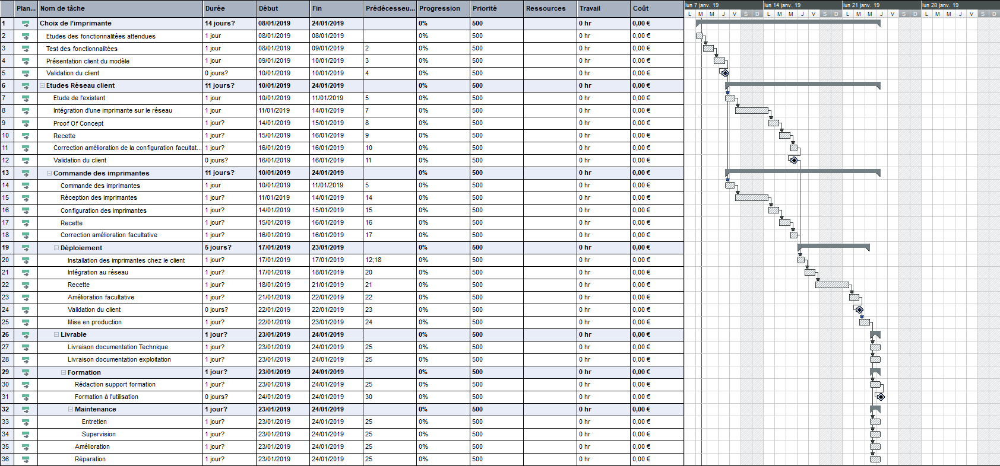 Plan... Nom de tâche Durée Début Fin Prédécesseu... Progression Priorité Ressources Travail Coût lun 7 janv. 19 lun 14 janv. 19 lun 21 janv. 19 lun 28 janv. 19
L M M J V S D L M M J V S D L M M J V S D L M M J V S D
1 Choix de l'imprimante 14 jours? 08/01/2019 24/01/2019 0% 500 0 hr 0,00 €
2 Etudes des fonctionnalitées attendues 1 jour 08/01/2019 08/01/2019 0% 500 0 hr 0,00 €
3 Test des fonctionnalitées 1 jour 08/01/2019 09/01/2019 2 0% 500 0 hr 0,00 €
4 Présentation client du modèle 1 jour 09/01/2019 10/01/2019 3 0% 500 0 hr 0,00 €
5 Validation du client 0 jours? 10/01/2019 10/01/2019 4 0% 500 0 hr 0,00 €
6 Etudes Réseau client 11 jours? 10/01/2019 24/01/2019 0% 500 0 hr 0,00 €
7 Etude de l'existant 1 jour 10/01/2019 11/01/2019 5 0% 500 0 hr 0,00 €
8 Intégration d'une imprimante sur le réseau 1 jour 11/01/2019 14/01/2019 7 0% 500 0 hr 0,00 €
9 Proof Of Concept 1 jour? 14/01/2019 15/01/2019 8 0% 500 0 hr 0,00 €
10 Recette 1 jour? 15/01/2019 16/01/2019 9 0% 500 0 hr 0,00 €
11 Correction amélioration de la configuration facultat... 1 jour? 16/01/2019 16/01/2019 10 0% 500 0 hr 0,00 €
12 Validation du client 0 jours? 16/01/2019 16/01/2019 11 0% 500 0 hr 0,00 €
13 Commande des imprimantes 11 jours? 10/01/2019 24/01/2019 0% 500 0 hr 0,00 €
14 Commande des imprimantes 1 jour 10/01/2019 11/01/2019 5 0% 500 0 hr 0,00 €
15 Réception des imprimantes 1 jour? 11/01/2019 14/01/2019 14 0% 500 0 hr 0,00 €
16 Configuration des imprimantes 1 jour? 14/01/2019 15/01/2019 15 0% 500 0 hr 0,00 €
17 Recette 1 jour? 15/01/2019 16/01/2019 16 0% 500 0 hr 0,00 €
18 Correction amélioration facultative 1 jour? 16/01/2019 16/01/2019 17 0% 500 0 hr 0,00 €
19 Déploiement 5 jours? 17/01/2019 23/01/2019 0% 500 0 hr 0,00 €
20 Installation des imprimantes chez le client 1 jour? 17/01/2019 17/01/2019 12;18 0% 500 0 hr 0,00 €
21 Intégration au réseau 1 jour? 17/01/2019 18/01/2019 20 0% 500 0 hr 0,00 €
22 Recette 1 jour? 18/01/2019 21/01/2019 21 0% 500 0 hr 0,00 €
23 Amélioration facultative 1 jour? 21/01/2019 22/01/2019 22 0% 500 0 hr 0,00 €
24 Validation du client 0 jours? 22/01/2019 22/01/2019 23 0% 500 0 hr 0,00 €
25 Mise en production 1 jour? 22/01/2019 23/01/2019 24 0% 500 0 hr 0,00 €
26 Livrable 1 jour? 23/01/2019 24/01/2019 0% 500 0 hr 0,00 €
27 Livraison documentation Technique 1 jour? 23/01/2019 24/01/2019 25 0% 500 0 hr 0,00 €
28 Livraison documentation exploitation 1 jour? 23/01/2019 24/01/2019 25 0% 500 0 hr 0,00 €
29 Formation 1 jour? 23/01/2019 24/01/2019 0% 500 0 hr 0,00 €
30 Rédaction support formation 1 jour? 23/01/2019 24/01/2019 25 0% 500 0 hr 0,00 €
31 Formation à l'utilisation 0 jours? 24/01/2019 24/01/2019 30 0% 500 0 hr 0,00 €
32 Maintenance 1 jour? 23/01/2019 24/01/2019 0% 500 0 hr 0,00 €
33 Entretien 1 jour? 23/01/2019 24/01/2019 25 0% 500 0 hr 0,00 €
34 Supervision 1 jour? 23/01/2019 24/01/2019 25 0% 500 0 hr 0,00 €
35 Amélioration 1 jour? 23/01/2019 24/01/2019 25 0% 500 0 hr 0,00 €
36 Réparation 1 jour? 23/01/2019 24/01/2019 25 0% 500 0 hr 0,00 €